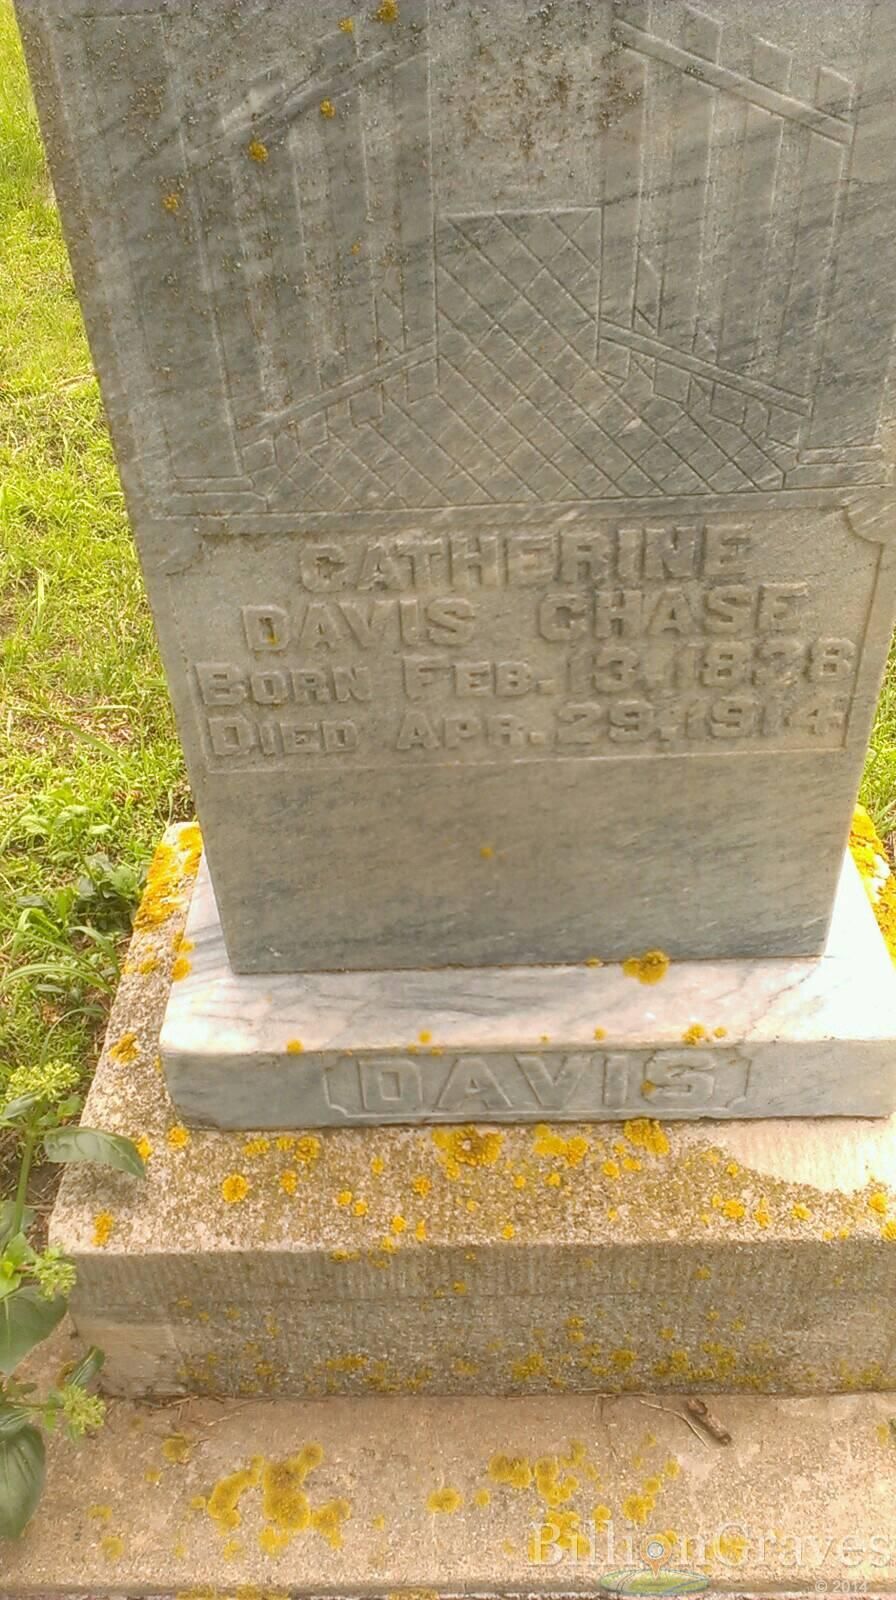 CATHERINE
DAVIS CHASE
BORN FEB. 13, 1828
DIED APR. 29, 1914
DAVIS
BillionGraves
© 2014